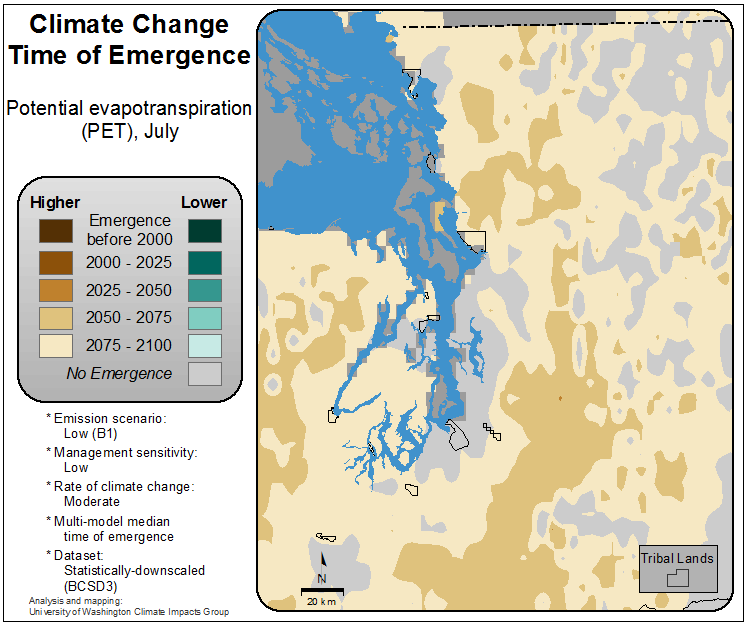 Climate Change
Time of Emergence
Potential evapotranspiration
(PET), July
Higher Lower
Emergence
before 2000
2000 - 2025
2025 - 2050
2050 - 2075
2075 - 2100
No Emergence
* Emission scenario:
Low (B1)
* Management sensitivity:
Low
* Rate of climate change:
Moderate
* Multi-model median
time of emergence
* Dataset:
Statistically-downscaled
(BCSD3)
Analysis and mapping:
University of Washington Climate Impacts Group
N
20 km
Tribal Lands